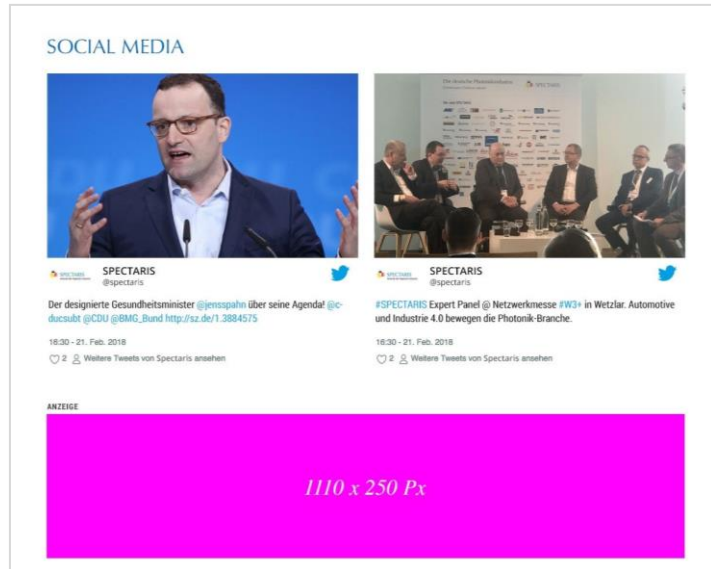 SOCIAL MEDIA
SPECTARIS
SPECTARIS
SPECTARIS
@spectaris
Der designierte Gesundheitsminister @jensspahn über seine Agenda! @c-
ducsubt @CDU @BMG_Bund http://sz.de/1.3884575
16:30 - 21. Feb. 2018
2 Weitere Tweets von Spectaris ansehen
SPECTARIS
SPECTARIS
@spectaris
#SPECTARIS Expert Panel @ Netzwerkmesse #W3+ in Wetzlar. Automotive
und Industrie 4.0 bewegen die Photonik-Branche.
16:30 - 21. Feb. 2018
2 Weitere Tweets von Spectaris ansehen
ANZEIGE
1110 x 250 Px